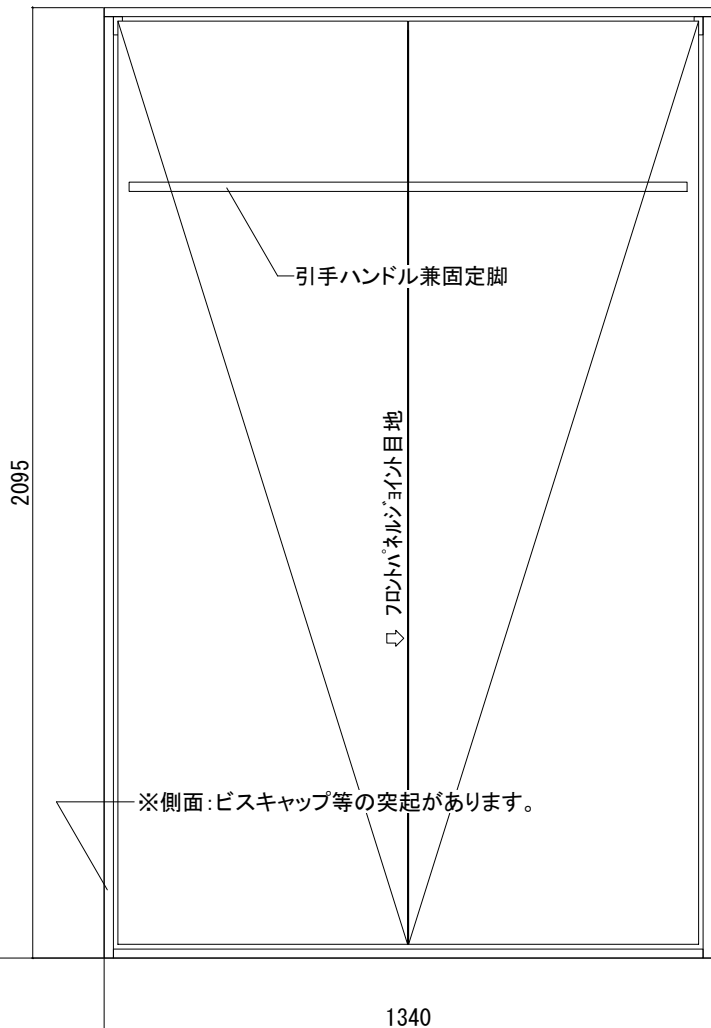 引手ハンドル兼固定脚
2095
フロントパネルジョイント目地
※側面:ビスキャップ等の突起があります。
1340